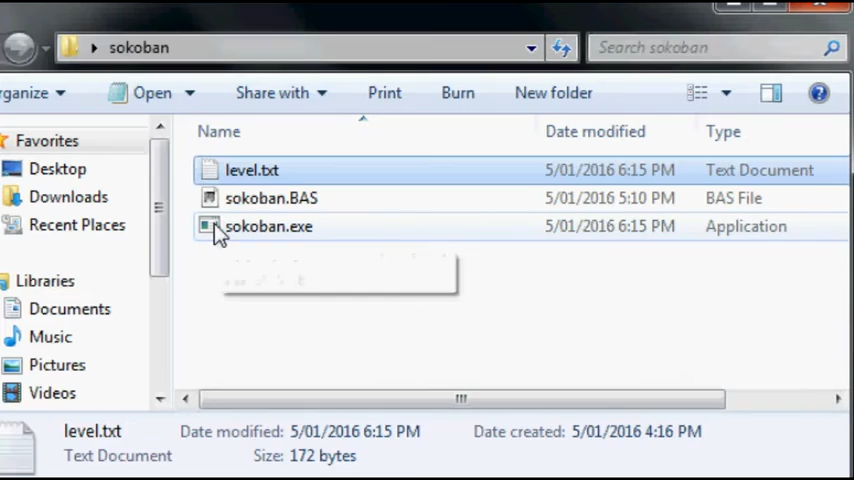 sokoban
Search sokoban
rganize Open Share with Print Burn New folder
Name Date modified Type
Favorites
Desktop
Downloads
Recent Places
Libraries
Documents
Music
Pictures
Videos
level.txt 5/01/2016 6:15 PM Text Document
sokoban.BAS 5/01/2016 5:10 PM BAS File
sokoban.exe 5/01/2016 6:15 PM Application
level.txt Date modified: 5/01/2016 6:15 PM Date created: 5/01/2016 4:16 PM
Text Document Size: 172 bytes